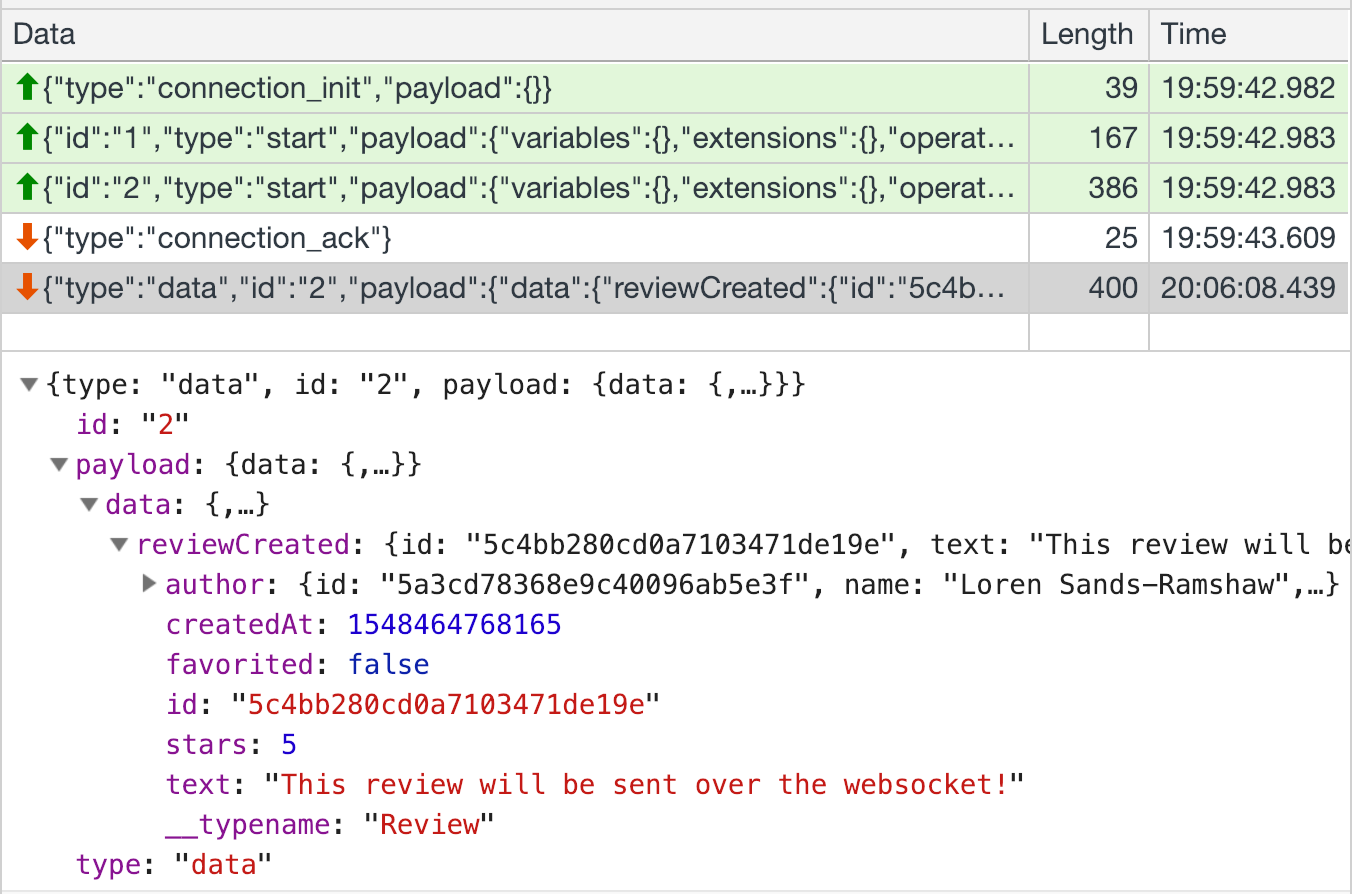 Data Length Time
{"type":"connection_init","payload":{}} 39 19:59:42.982
{"id":"1","type":"start","payload":{"variables":{},"extensions":{},"operat… 167 19:59:42.983
{"id":"2","type":"start","payload":{"variables":{},"extensions":{},"operat… 386 19:59:42.983
{"type":"connection_ack"} 25 19:59:43.609
{"type":"data","id":"2","payload":{"data":{"reviewCreated":{"id":"5c4b… 400 20:06:08.439
{type: "data", id: "2", payload: {data: {,…}}}
id: "2"
payload: {data: {,…}}
data: {,…}
reviewCreated: {id: "5c4bb280cd0a7103471de19e", text: "This review will be
author: {id: "5a3cd78368e9c40096ab5e3f", name: "Loren Sands-Ramshaw",…}
createdAt: 1548464768165
favorited: false
id: "5c4bb280cd0a7103471de19e"
stars: 5
text: "This review will be sent over the websocket!"
__typename: "Review"
type: "data"